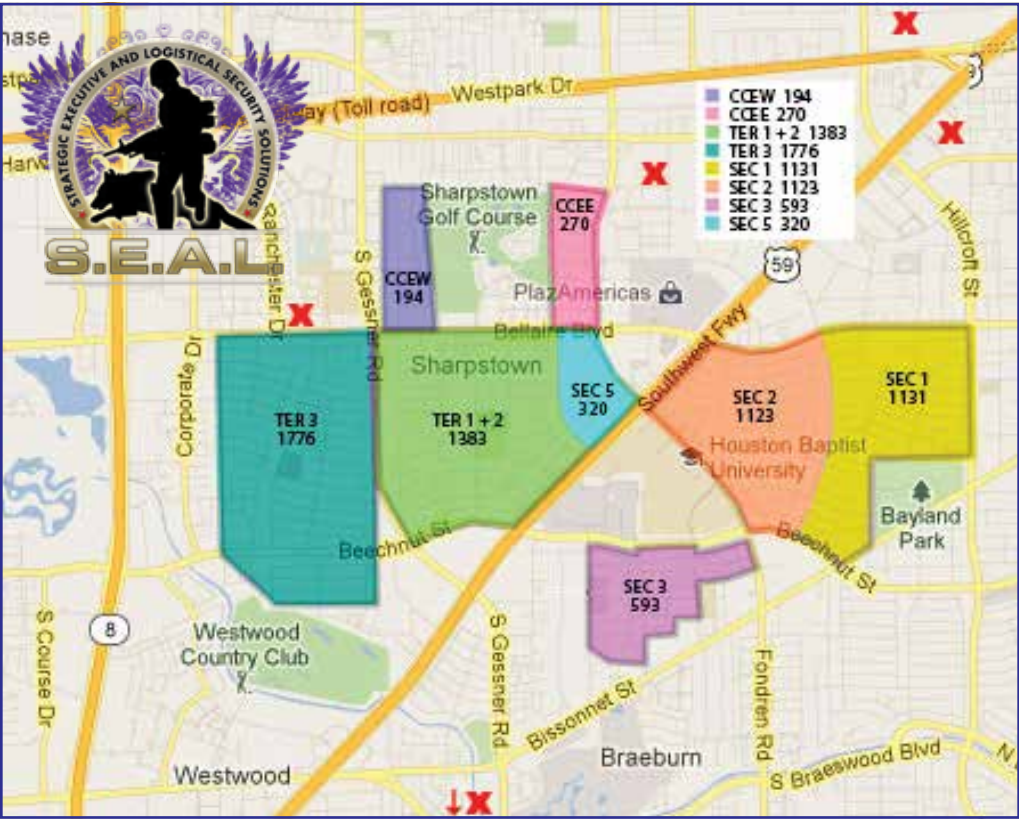 hase
STRATEGIC EXECUTIVE AND LOGISTICAL SECURITY SOLUTIONS
S.E.A.L.
way (Toll road)
Westpark Dr
Harw
CCEW 194
CCEE 270
TER 1 + 2 1383
TER 3 1776
SEC 1 1131
SEC 2 1123
SEC 3 593
SEC 5 320
X
X
X
X
59
Hillcroft St
Ranchester Dr
S Gessner Rd
Sharpstown
Golf Course
CCEE
270
CCEW
194
PlazAmericas
Bellaire Blvd
Southwest Fwy
Corporate Dr
Sharpstown
TER 3
1776
TER 1 + 2
1383
SEC 5
320
SEC 2
1123
SEC 1
1131
Houston Baptist
University
Bayland
Park
Beechnut St
Beechnut St
SEC 3
593
8
S Course Dr
Westwood
Country Club
S Gessner Rd
Bissonnet St
Fondren Rd
Braeburn
Westwood
S Braeswood Blvd
N
X